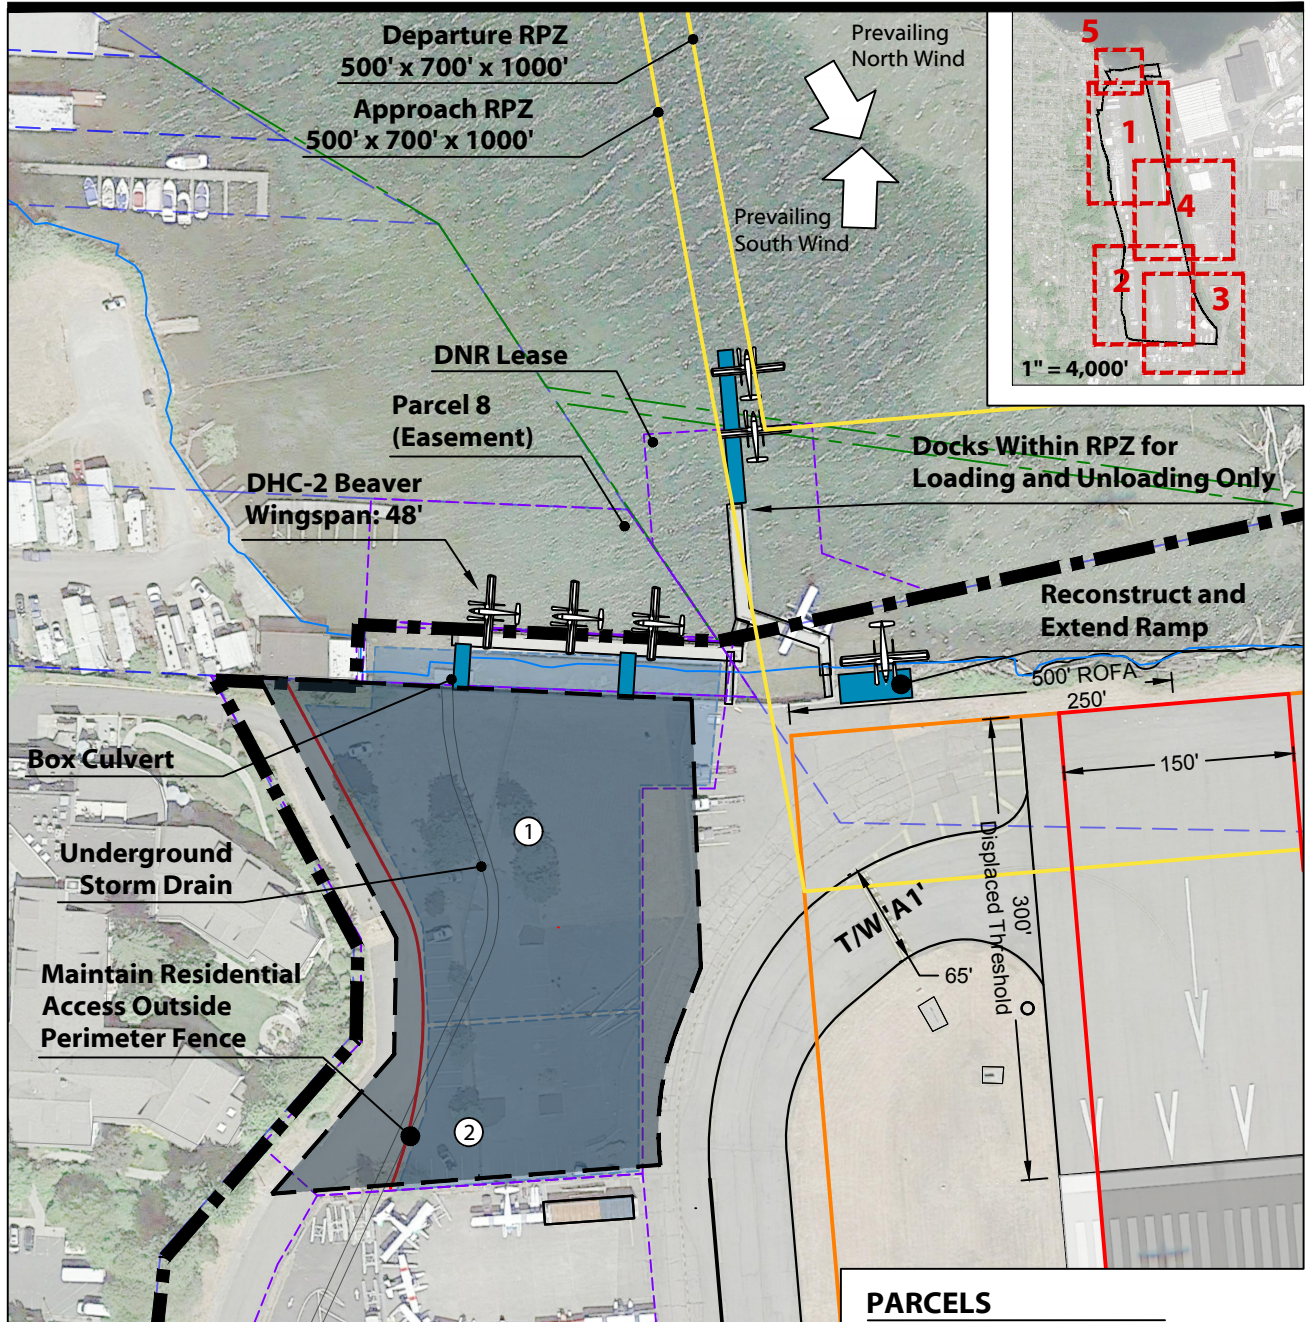 Departure RPZ
500' x 700' x 1000'
Approach RPZ
500' x 700' x 1000'
Prevailing
North Wind
Prevailing
South Wind
5
1
4
2
3
1" = 4,000'
DNR Lease
Parcel 8
(Easement)
DHC-2 Beaver
Wingspan: 48'
Docks Within RPZ for
Loading and Unloading Only
Reconstruct and
Extend Ramp
500' ROFA
250'
150'
Box Culvert
1
Underground
Storm Drain
Displaced Threshold
300'
T/W 'A1'
65'
Maintain Residential
Access Outside
Perimeter Fence
2
PARCELS